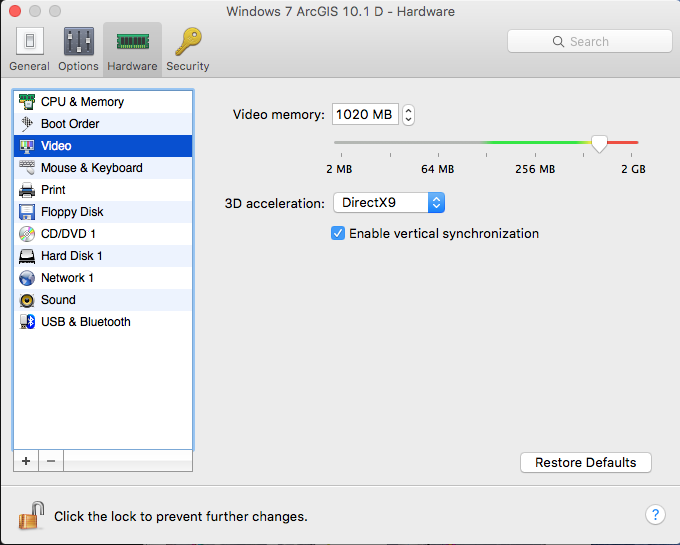 Windows 7 ArcGIS 10.1 D - Hardware
General Options Hardware Security
Search
CPU & Memory
Boot Order
Video
Mouse & Keyboard
Print
Floppy Disk
CD/DVD 1
Hard Disk 1
Network 1
Sound
USB & Bluetooth
+ −
Video memory: 1020 MB
2 MB 64 MB 256 MB 2 GB
3D acceleration: DirectX9
Enable vertical synchronization
Restore Defaults
Click the lock to prevent further changes.
?